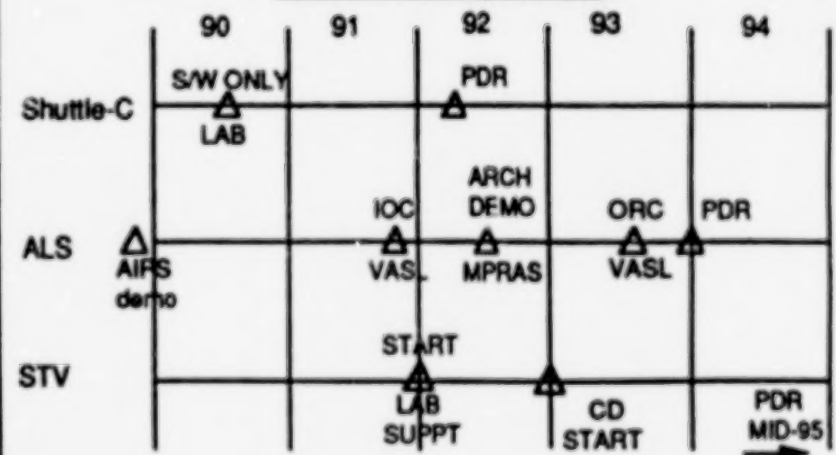 90 91 92 93 94
S/W ONLY PDR
Shuttle-C
LAB
ARCH
IOC DEMO ORC PDR
ALS
AIPS VASL MPRAS VASL
demo
START
STV
LAB CD PDR
SUPPT START MID-95